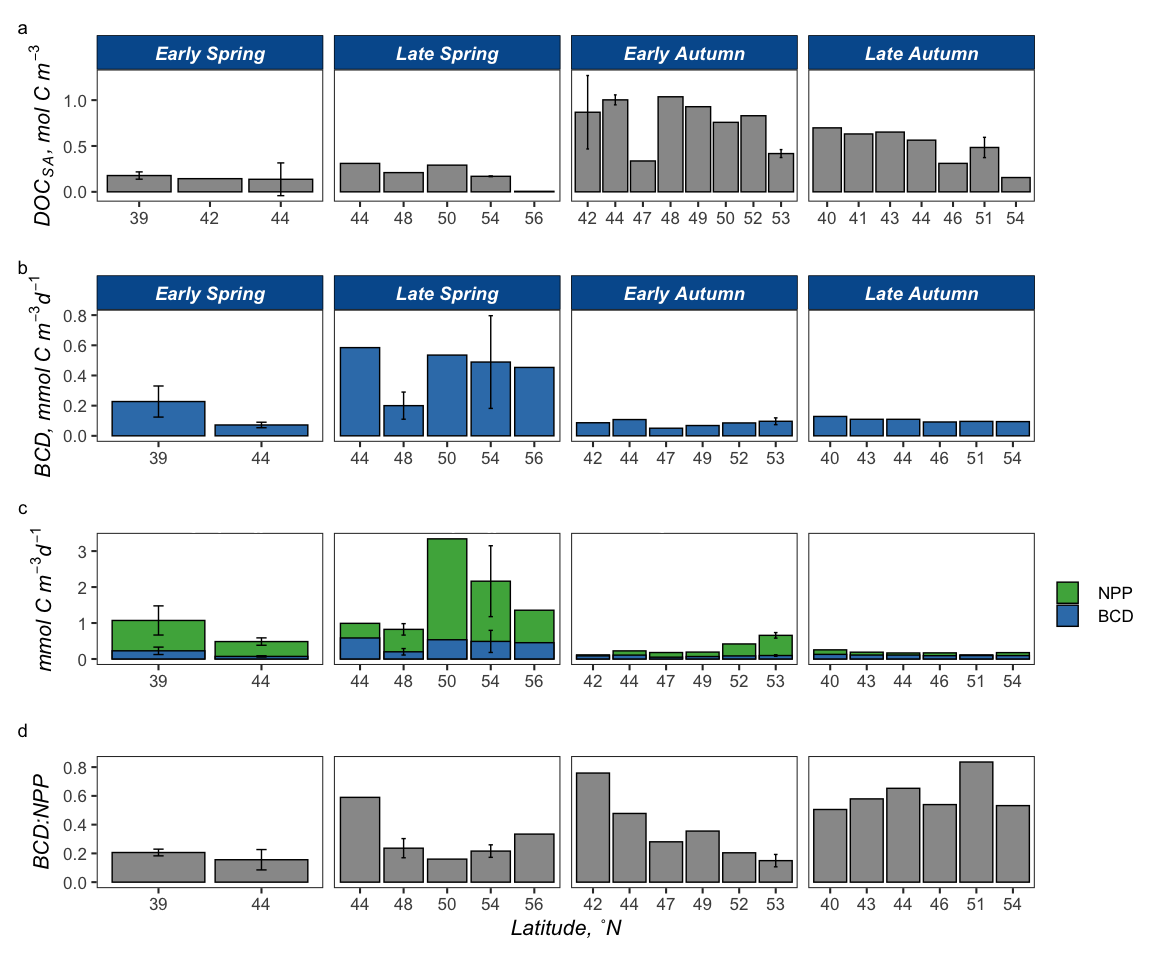 a
Early Spring Late Spring Early Autumn Late Autumn
DOC_SA, mol C m⁻³
1.0
0.5
0.0
39 42 44 44 48 50 54 56 42 44 47 48 49 50 52 53 40 41 43 44 46 51 54
b
Early Spring Late Spring Early Autumn Late Autumn
BCD, mmol C m⁻³d⁻¹
0.8
0.6
0.4
0.2
0.0
39 44 44 48 50 54 56 42 44 47 49 52 53 40 43 44 46 51 54
c
mmol C m⁻³d⁻¹
3
2
1
0
39 44 44 48 50 54 56 42 44 47 49 52 53 40 43 44 46 51 54
NPP
BCD
d
BCD:NPP
0.8
0.6
0.4
0.2
0.0
39 44 44 48 50 54 56 42 44 47 49 52 53 40 43 44 46 51 54
Latitude, ˚N